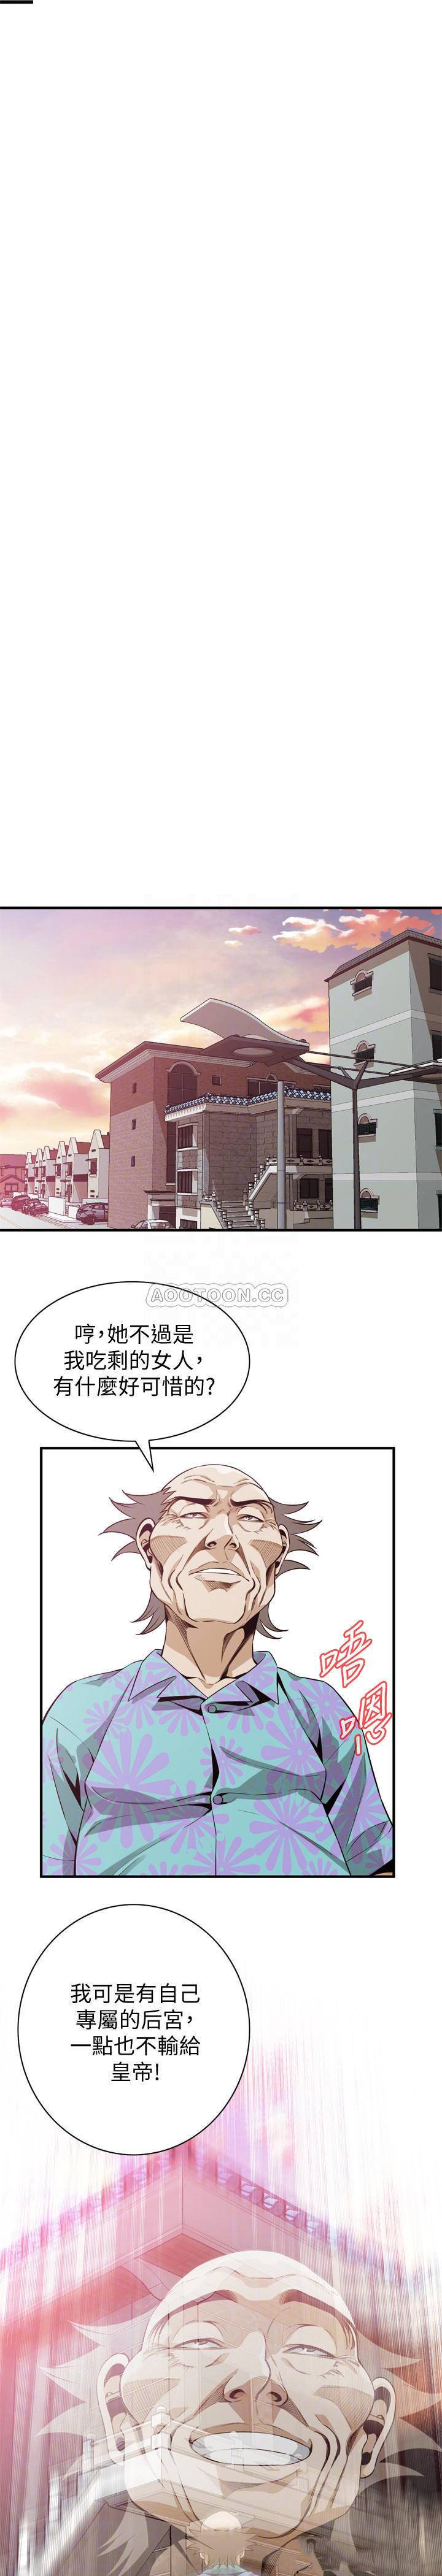 AOOTOON.CC
哼,她不過是
我吃剩的女人,
有什麼好可惜的?
唔
嗯
我可是有自己
專屬的后宮,
一點也不輸給
皇帝!